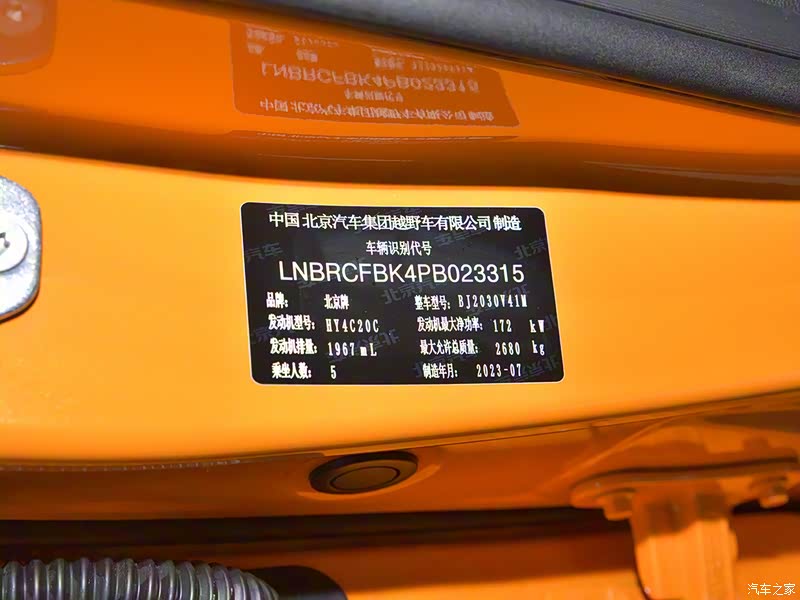 中国 北京汽车集团越野车有限公司 制造
车辆识别代号
LNBRCFBK4PB023315
品牌: 北京牌 整车型号: BJ2030V41M
发动机型号: HY4C20C 发动机最大净功率: 172 kW
发动机排量: 1967 mL 最大允许总质量: 2680 kg
乘坐人数: 5 制造年月: 2023-07
汽车之家